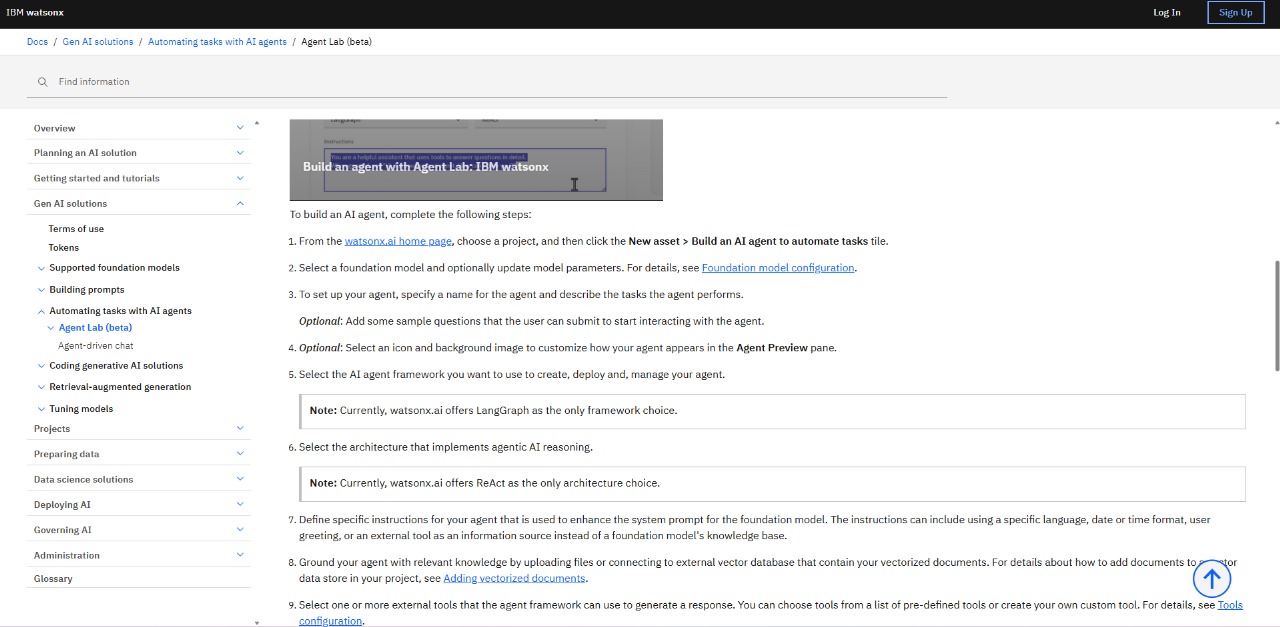 IBM watsonx
Log In
Sign Up
Docs / Gen AI solutions / Automating tasks with AI agents / Agent Lab (beta)
Find information
Overview
Planning an AI solution
Getting started and tutorials
Gen AI solutions
Terms of use
Tokens
Supported foundation models
Building prompts
Automating tasks with AI agents
Agent Lab (beta)
Agent-driven chat
Coding generative AI solutions
Retrieval-augmented generation
Tuning models
Projects
Preparing data
Data science solutions
Deploying AI
Governing AI
Administration
Glossary
Instructions
You are a helpful assistant that uses tools to answer questions in detail.
Build an agent with Agent Lab: IBM watsonx
To build an AI agent, complete the following steps:
1. From the watsonx.ai home page, choose a project, and then click the New asset > Build an AI agent to automate tasks tile.
2. Select a foundation model and optionally update model parameters. For details, see Foundation model configuration.
3. To set up your agent, specify a name for the agent and describe the tasks the agent performs.
Optional: Add some sample questions that the user can submit to start interacting with the agent.
4. Optional: Select an icon and background image to customize how your agent appears in the Agent Preview pane.
5. Select the AI agent framework you want to use to create, deploy and, manage your agent.
Note: Currently, watsonx.ai offers LangGraph as the only framework choice.
6. Select the architecture that implements agentic AI reasoning.
Note: Currently, watsonx.ai offers ReAct as the only architecture choice.
7. Define specific instructions for your agent that is used to enhance the system prompt for the foundation model. The instructions can include using a specific language, date or time format, user
greeting, or an external tool as an information source instead of a foundation model's knowledge base.
8. Ground your agent with relevant knowledge by uploading files or connecting to external vector database that contain your vectorized documents. For details about how to add documents to
data store in your project, see Adding vectorized documents.
9. Select one or more external tools that the agent framework can use to generate a response. You can choose tools from a list of pre-defined tools or create your own custom tool. For details, see Tools
configuration.